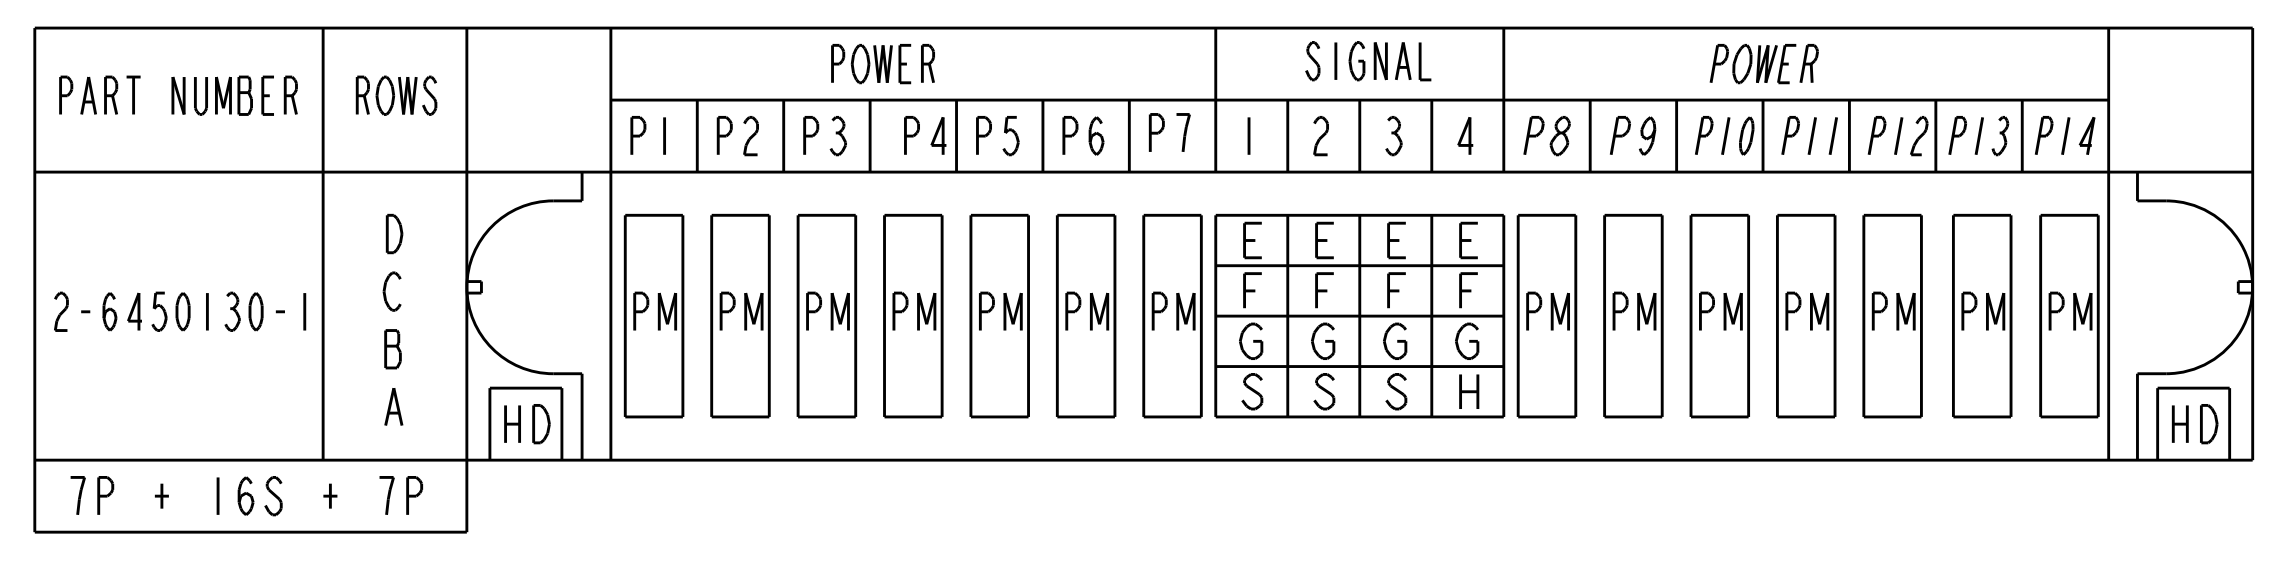 PART NUMBER ROWS POWER SIGNAL POWER
P1 P2 P3 P4 P5 P6 P7 1 2 3 4 P8 P9 P10 P11 P12 P13 P14
D E E E E
C F F F F
2-6450130-1 PM PM PM PM PM PM PM PM PM PM PM PM PM PM
B G G G G
A S S S H
HD HD
7P + 16S + 7P